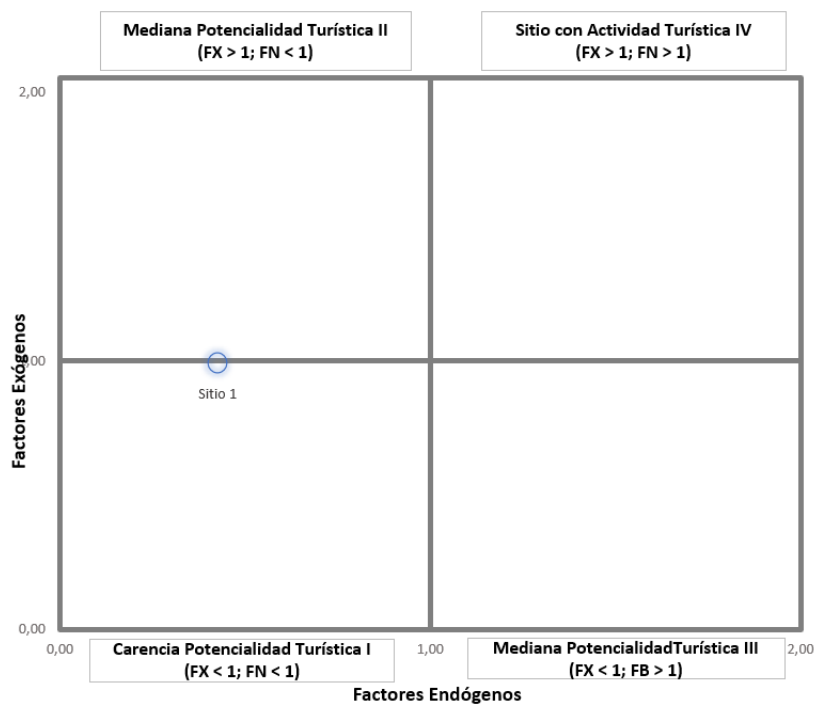 Mediana Potencialidad Turística II
(FX > 1; FN < 1)
Sitio con Actividad Turística IV
(FX > 1; FN > 1)
2,00
Factores Exógenos
,00
Sitio 1
0,00
0,00
Carencia Potencialidad Turística I
(FX < 1; FN < 1)
1,00
Mediana PotencialidadTurística III
(FX < 1; FB > 1)
2,00
Factores Endógenos